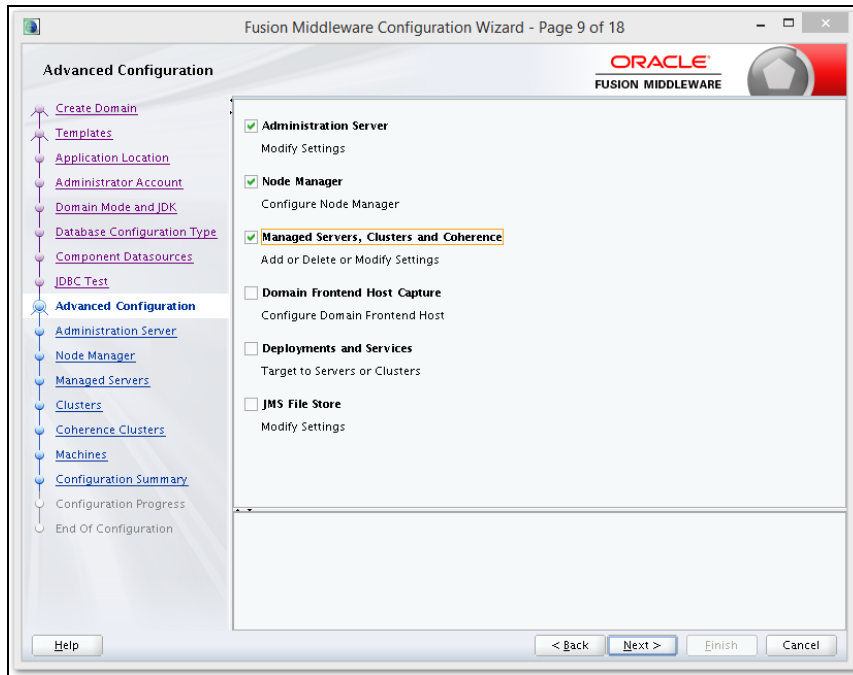 Fusion Middleware Configuration Wizard - Page 9 of 18
Advanced Configuration
ORACLE
FUSION MIDDLEWARE
Create Domain
Templates
Application Location
Administrator Account
Domain Mode and JDK
Database Configuration Type
Component Datasources
JDBC Test
Advanced Configuration
Administration Server
Node Manager
Managed Servers
Clusters
Coherence Clusters
Machines
Configuration Summary
Configuration Progress
End Of Configuration
Administration Server
Modify Settings
Node Manager
Configure Node Manager
Managed Servers, Clusters and Coherence
Add or Delete or Modify Settings
Domain Frontend Host Capture
Configure Domain Frontend Host
Deployments and Services
Target to Servers or Clusters
JMS File Store
Modify Settings
Help
< Back
Next >
Finish
Cancel